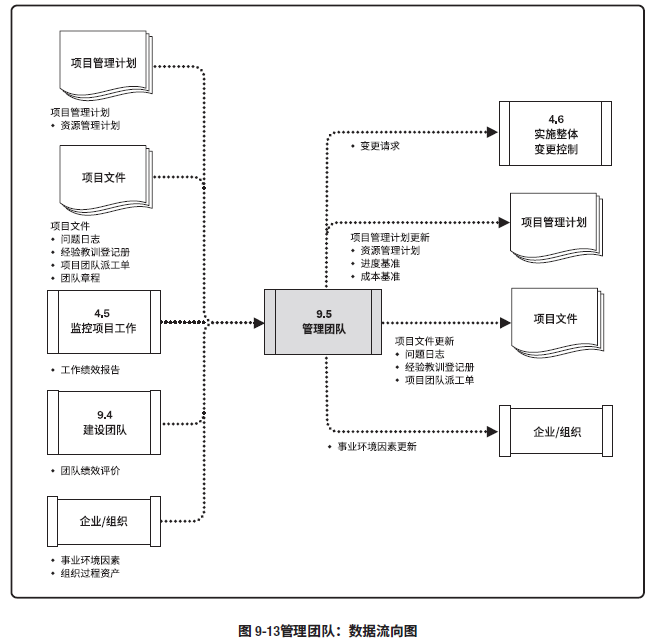 项目管理计划
项目管理计划
• 资源管理计划
项目文件
项目文件
• 问题日志
• 经验教训登记册
• 项目团队派工单
• 团队章程
4.5
监控项目工作
• 工作绩效报告
9.4
建设团队
• 团队绩效评价
企业/组织
• 事业环境因素
• 组织过程资产
9.5
管理团队
4.6
实施整体
变更控制
• 变更请求
项目管理计划
项目管理计划更新
• 资源管理计划
• 进度基准
• 成本基准
项目文件
项目文件更新
• 问题日志
• 经验教训登记册
• 项目团队派工单
企业/组织
• 事业环境因素更新
图 9-13管理团队：数据流向图